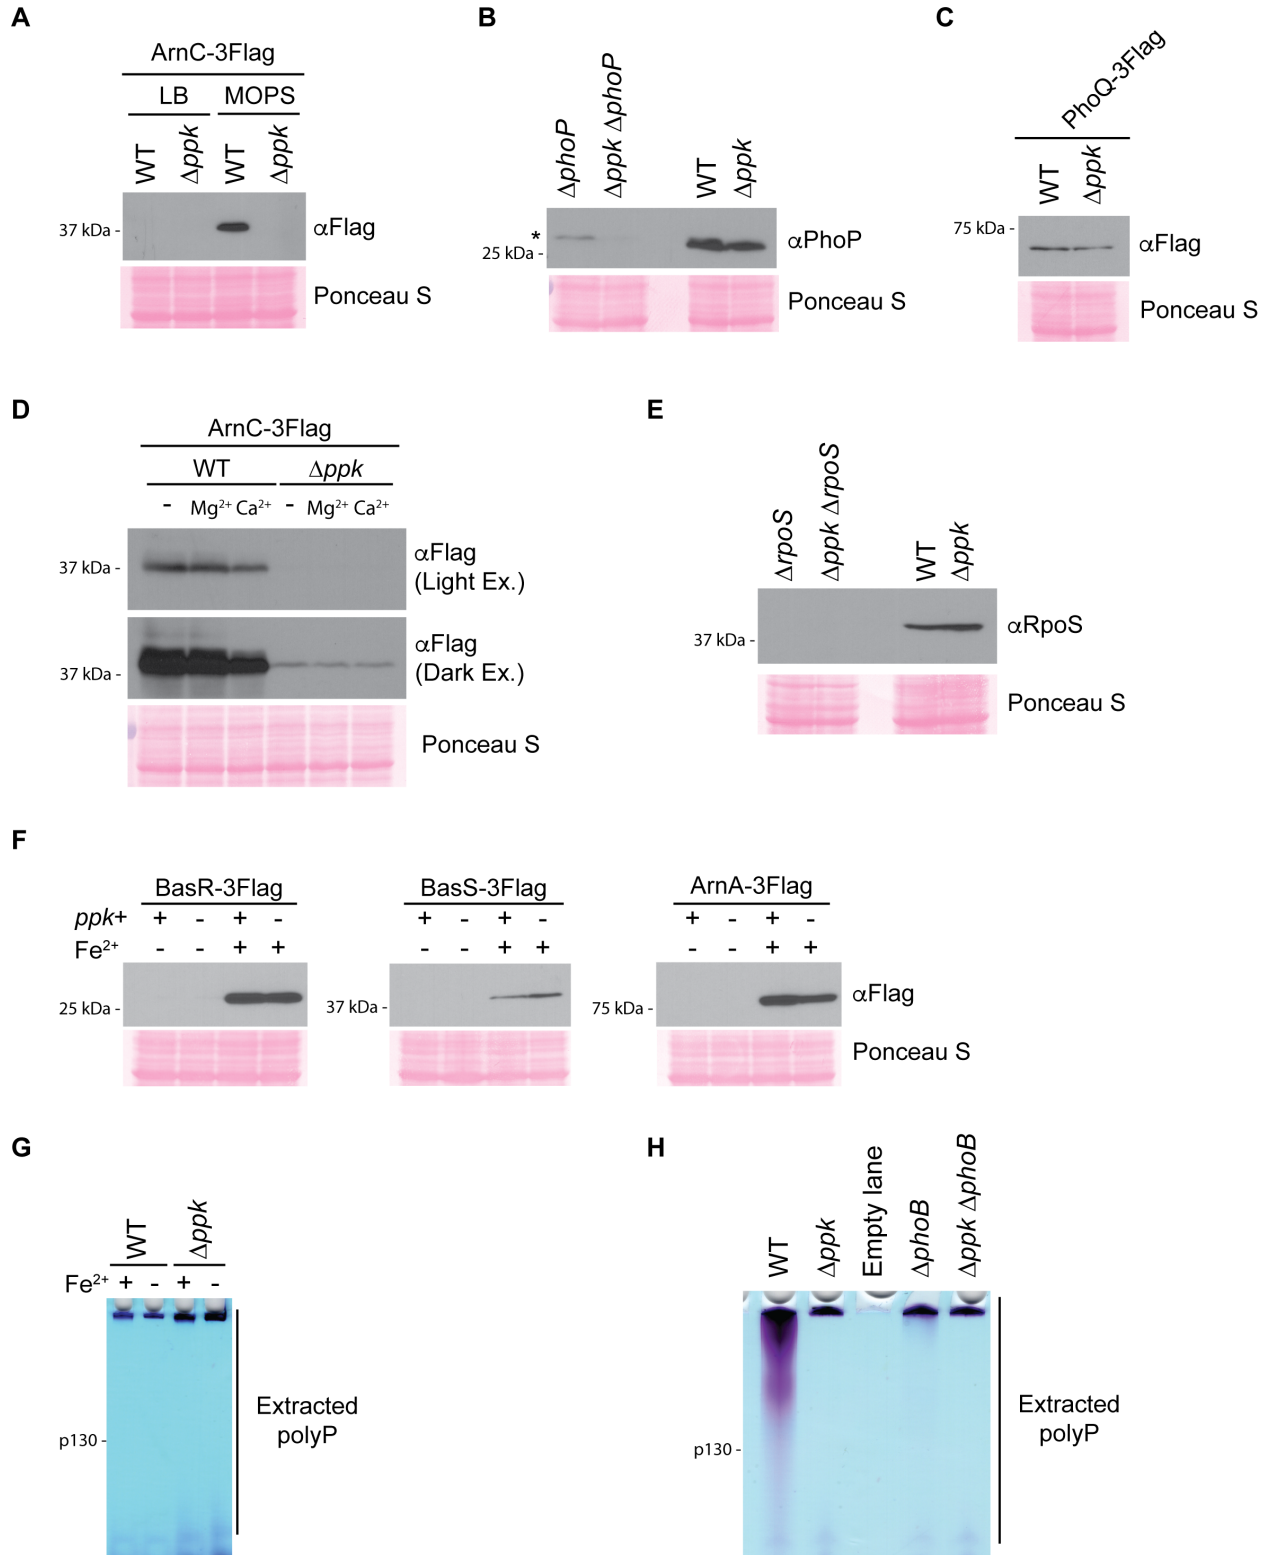 A
ArnC-3Flag
LB MOPS
WT Δppk WT Δppk
37 kDa -
αFlag
Ponceau S
B
ΔphoP Δppk ΔphoP WT Δppk
*
25 kDa -
αPhoP
Ponceau S
C
PhoQ-3Flag
WT Δppk
75 kDa -
αFlag
Ponceau S
D
ArnC-3Flag
WT Δppk
- Mg²⁺ Ca²⁺ - Mg²⁺ Ca²⁺
37 kDa -
αFlag
(Light Ex.)
37 kDa -
αFlag
(Dark Ex.)
Ponceau S
E
ΔrpoS Δppk ΔrpoS WT Δppk
37 kDa -
αRpoS
Ponceau S
F
BasR-3Flag BasS-3Flag ArnA-3Flag
ppk+ + - + - + - + - + - + -
Fe²⁺ - - + + - - + + - - + +
25 kDa - 37 kDa - 75 kDa - αFlag
Ponceau S
G
WT Δppk
Fe²⁺ + - + -
p130 -
Extracted
polyP
H
WT Δppk Empty lane ΔphoB Δppk ΔphoB
p130 -
Extracted
polyP